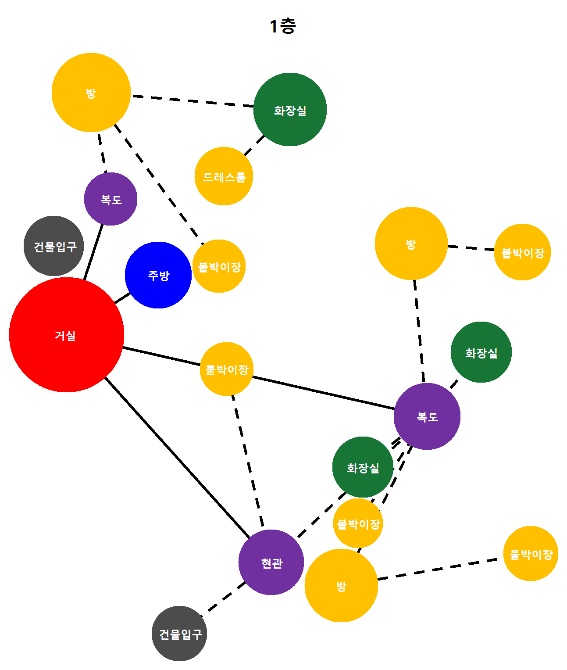 1층
방
화장실
드레스룸
복도
건물입구
주방
붙박이장
방
붙박이장
거실
화장실
붙박이장
복도
화장실
붙박이장
현관
방
붙박이장
건물입구